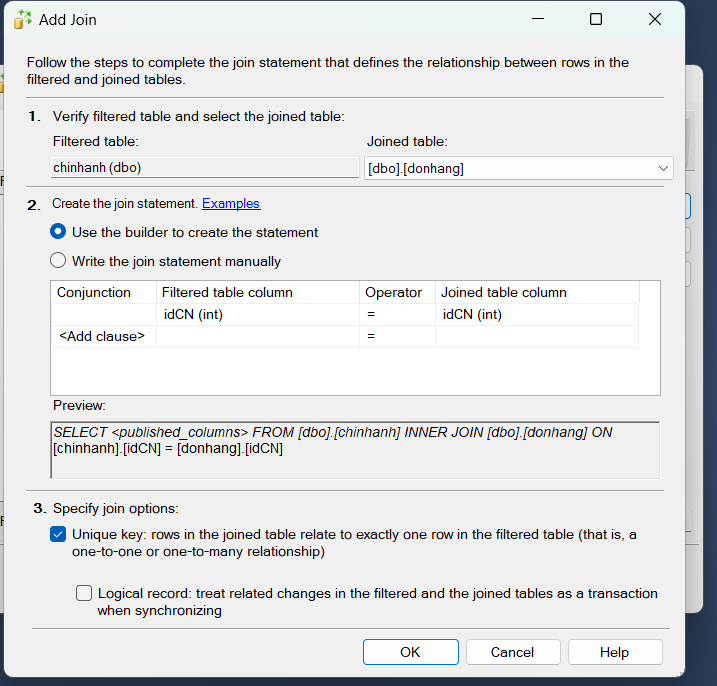 Add Join
Follow the steps to complete the join statement that defines the relationship between rows in the
filtered and joined tables.
1. Verify filtered table and select the joined table:
Filtered table:
Joined table:
chinhanh (dbo)
[dbo].[donhang]
2. Create the join statement. Examples
Use the builder to create the statement
Write the join statement manually
Conjunction Filtered table column Operator Joined table column
idCN (int) = idCN (int)
<Add clause> =
Preview:
SELECT <published_columns> FROM [dbo].[chinhanh] INNER JOIN [dbo].[donhang] ON
[chinhanh].[idCN] = [donhang].[idCN]
3. Specify join options:
Unique key: rows in the joined table relate to exactly one row in the filtered table (that is, a
one-to-one or one-to-many relationship)
Logical record: treat related changes in the filtered and the joined tables as a transaction
when synchronizing
OK Cancel Help